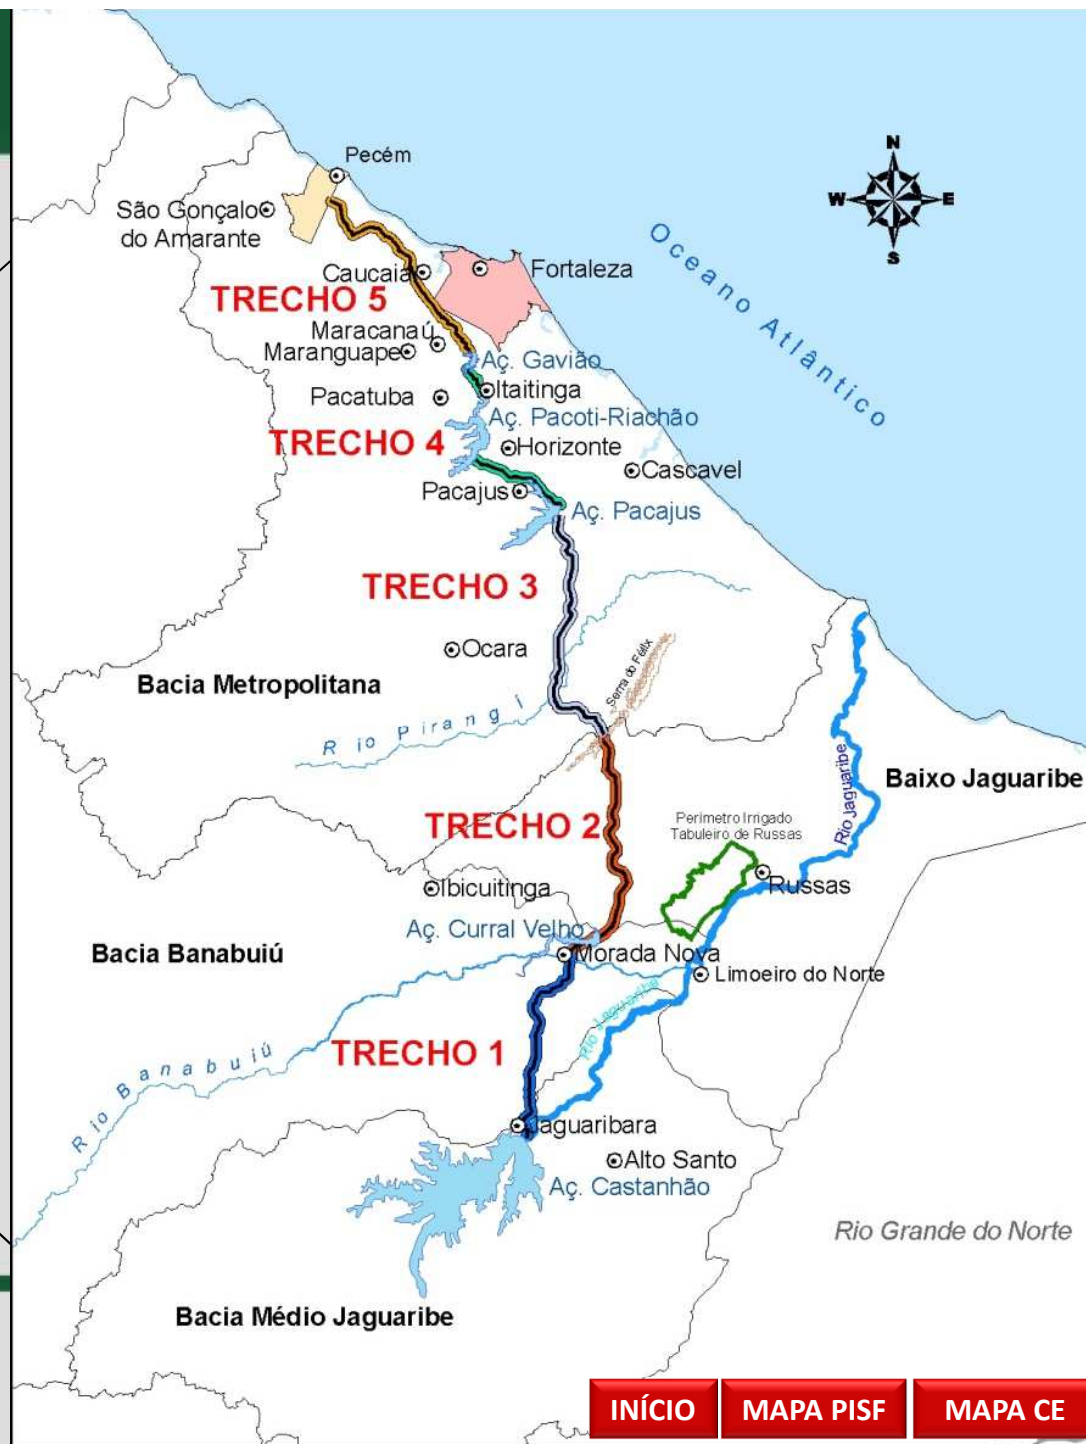 Pecém
N
W E
S
São Gonçalo
do Amarante
Oceano Atlântico
Fortaleza
Caucaia
TRECHO 5
Maracanaú
Maranguape
Aç. Gavião
Itaitinga
Pacatuba
Aç. Pacoti-Riachão
TRECHO 4
Horizonte
Cascavel
Pacajus
Aç. Pacajus
TRECHO 3
Ocara
Serra do Félix
Bacia Metropolitana
Rio Pirangi
Rio Jaguaribe
Baixo Jaguaribe
TRECHO 2
Perímetro Irrigado
Tabuleiro de Russas
Ibicuitinga
Russas
Aç. Curral Velho
Bacia Banabuiú
Morada Nova
Limoeiro do Norte
Rio Jaguaribe
TRECHO 1
Rio Banabuiú
Jaguaribara
Alto Santo
Aç. Castanhão
Rio Grande do Norte
Bacia Médio Jaguaribe
INÍCIO
MAPA PISF
MAPA CE